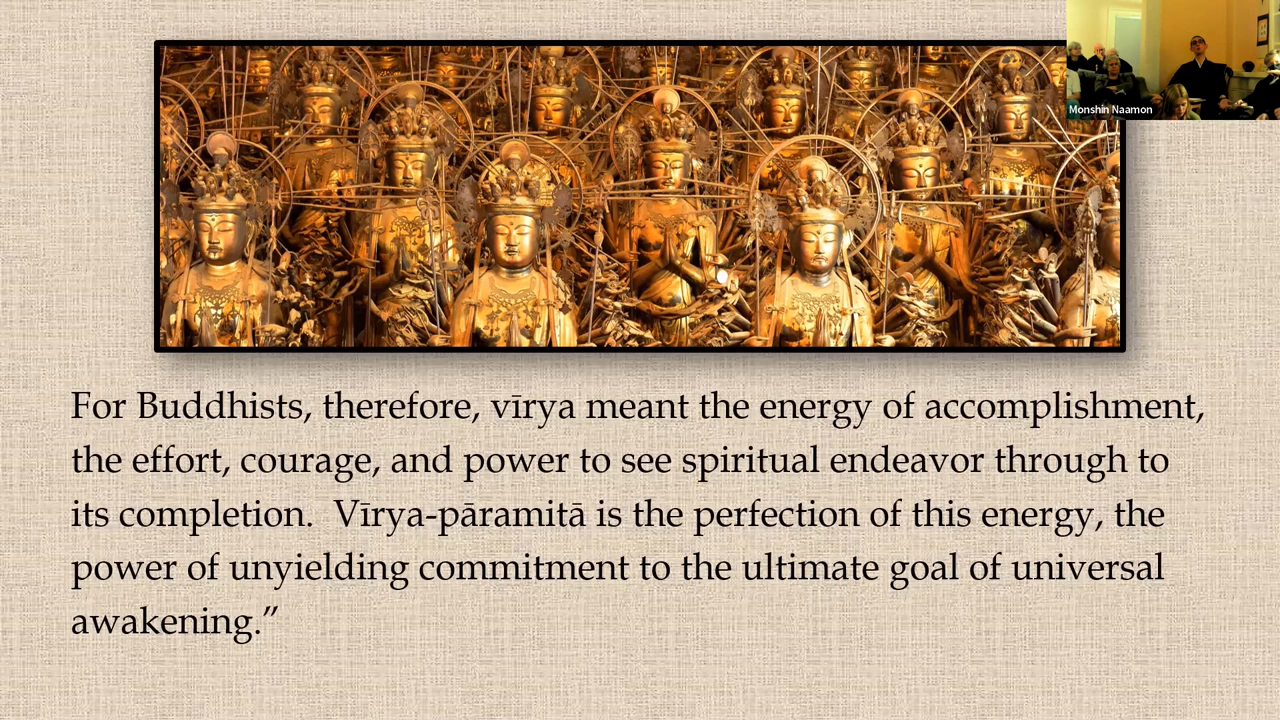 Monshin Naamon
For Buddhists, therefore, vīrya meant the energy of accomplishment,
the effort, courage, and power to see spiritual endeavor through to
its completion.  Vīrya-pāramitā is the perfection of this energy, the
power of unyielding commitment to the ultimate goal of universal
awakening.”